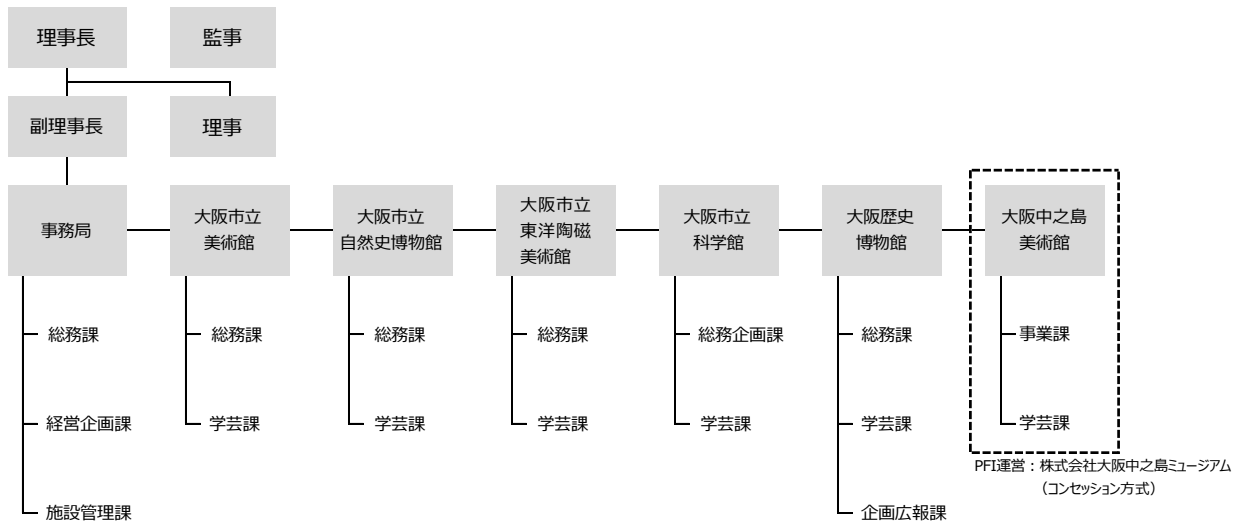 理事長
監事
副理事長
理事
事務局
大阪市立
美術館
大阪市立
自然史博物館
大阪市立
東洋陶磁
美術館
大阪市立
科学館
大阪歴史
博物館
大阪中之島
美術館
総務課
総務課
総務課
総務課
総務企画課
総務課
事業課
経営企画課
学芸課
学芸課
学芸課
学芸課
学芸課
学芸課
施設管理課
企画広報課
PFI運営:株式会社大阪中之島ミュージアム
(コンセッション方式)